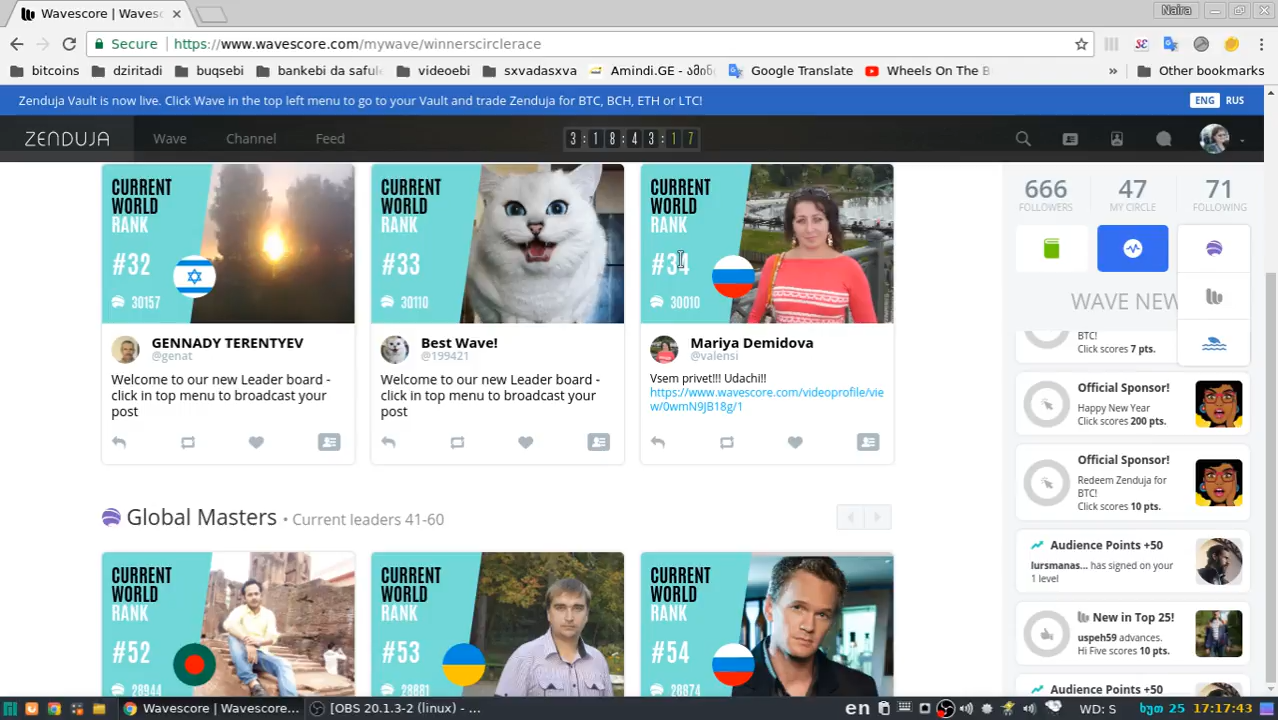 Wavescore | Wavesc
Naira
Secure
https://www.wavescore.com/mywave/winnerscirclerace
bitcoins
dziritadi
buqsebi
bankebi da safule
videoebi
sxvadasxva
Amindi.GE - ამინ
Google Translate
Wheels On The B
»
Other bookmarks
Zenduja Vault is now live. Click Wave in the top left menu to go to your Vault and trade Zenduja for BTC, BCH, ETH or LTC!
ENG
RUS
ZENDUJA
Wave
Channel
Feed
3:18:43:17
CURRENT
WORLD
RANK
#32
30157
GENNADY TERENTYEV
@genat
Welcome to our new Leader board -
click in top menu to broadcast your
post
CURRENT
WORLD
RANK
#33
30110
Best Wave!
@199421
Welcome to our new Leader board -
click in top menu to broadcast your
post
CURRENT
WORLD
RANK
#34
30010
Mariya Demidova
@valensi
Vsem privet!!! Udachi!!
https://www.wavescore.com/videoprofile/vie
w/0wmN9JB18g/1
Global Masters • Current leaders 41-60
CURRENT
WORLD
RANK
#52
28944
CURRENT
WORLD
RANK
#53
28881
CURRENT
WORLD
RANK
#54
28874
666
FOLLOWERS
47
MY CIRCLE
71
FOLLOWING
WAVE NEW
BTC!
Click scores 7 pts.
Official Sponsor!
Happy New Year
Click scores 200 pts.
Official Sponsor!
Redeem Zenduja for
BTC!
Click scores 10 pts.
Audience Points +50
lursmanas... has signed on your
1 level
New in Top 25!
uspeh59 advances.
Hi Five scores 10 pts.
Audience Points +50
Wavescore | Wavesc...
[OBS 20.1.3-2 (linux) - ...
en
WD: S
ხუთ 25
17:17:43